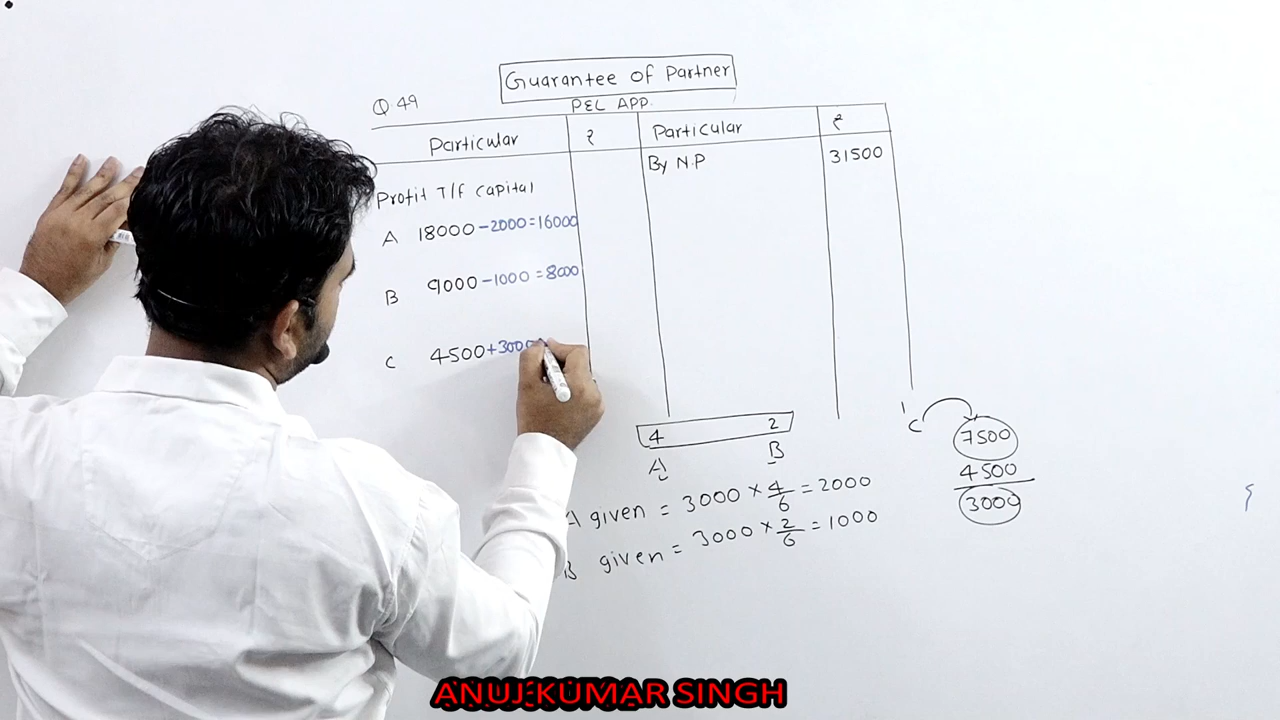 Guarantee of Partner
Q.49
P&L APP.
Particular ₹ Particular ₹
By N.P 31500
Profit T/f capital
A 18000-2000=16000
B 9000-1000=8000
C 4500+3000
4 2
A B
C 7500
4500
3000
A given = 3000 × 4/6 = 2000
B given = 3000 × 2/6 = 1000
ANUJ KUMAR SINGH